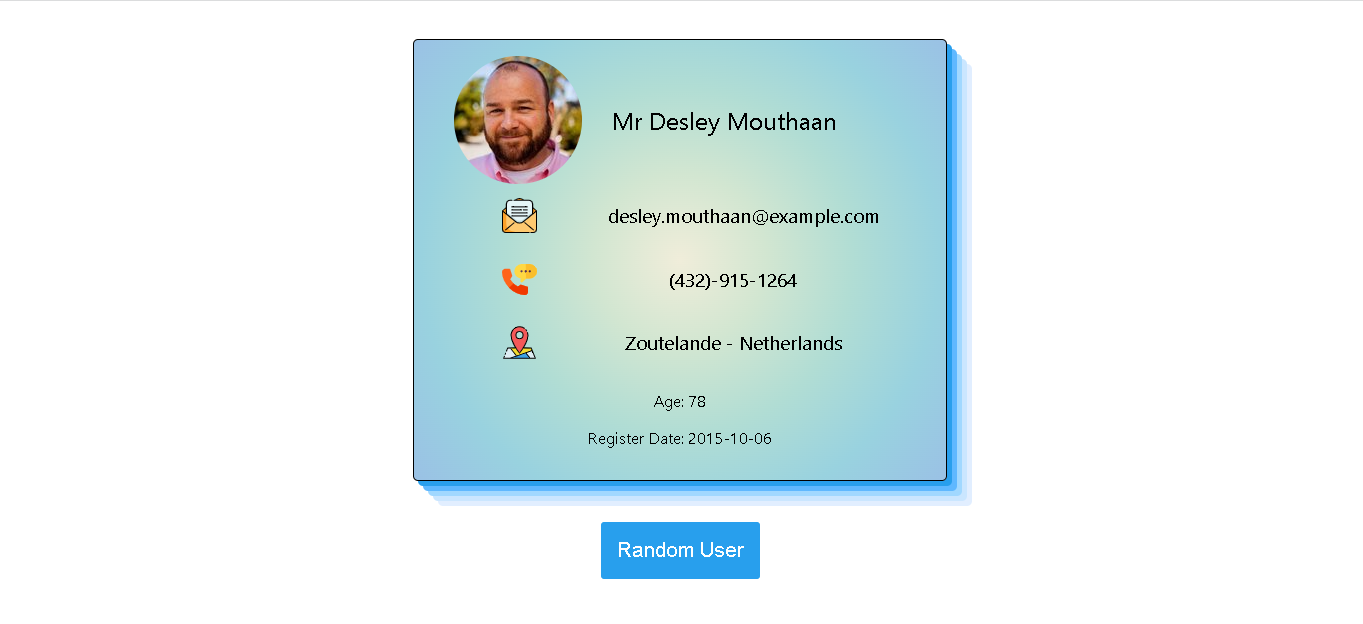 Mr Desley Mouthaan
desley.mouthaan@example.com
(432)-915-1264
Zoutelande - Netherlands
Age: 78
Register Date: 2015-10-06
Random User